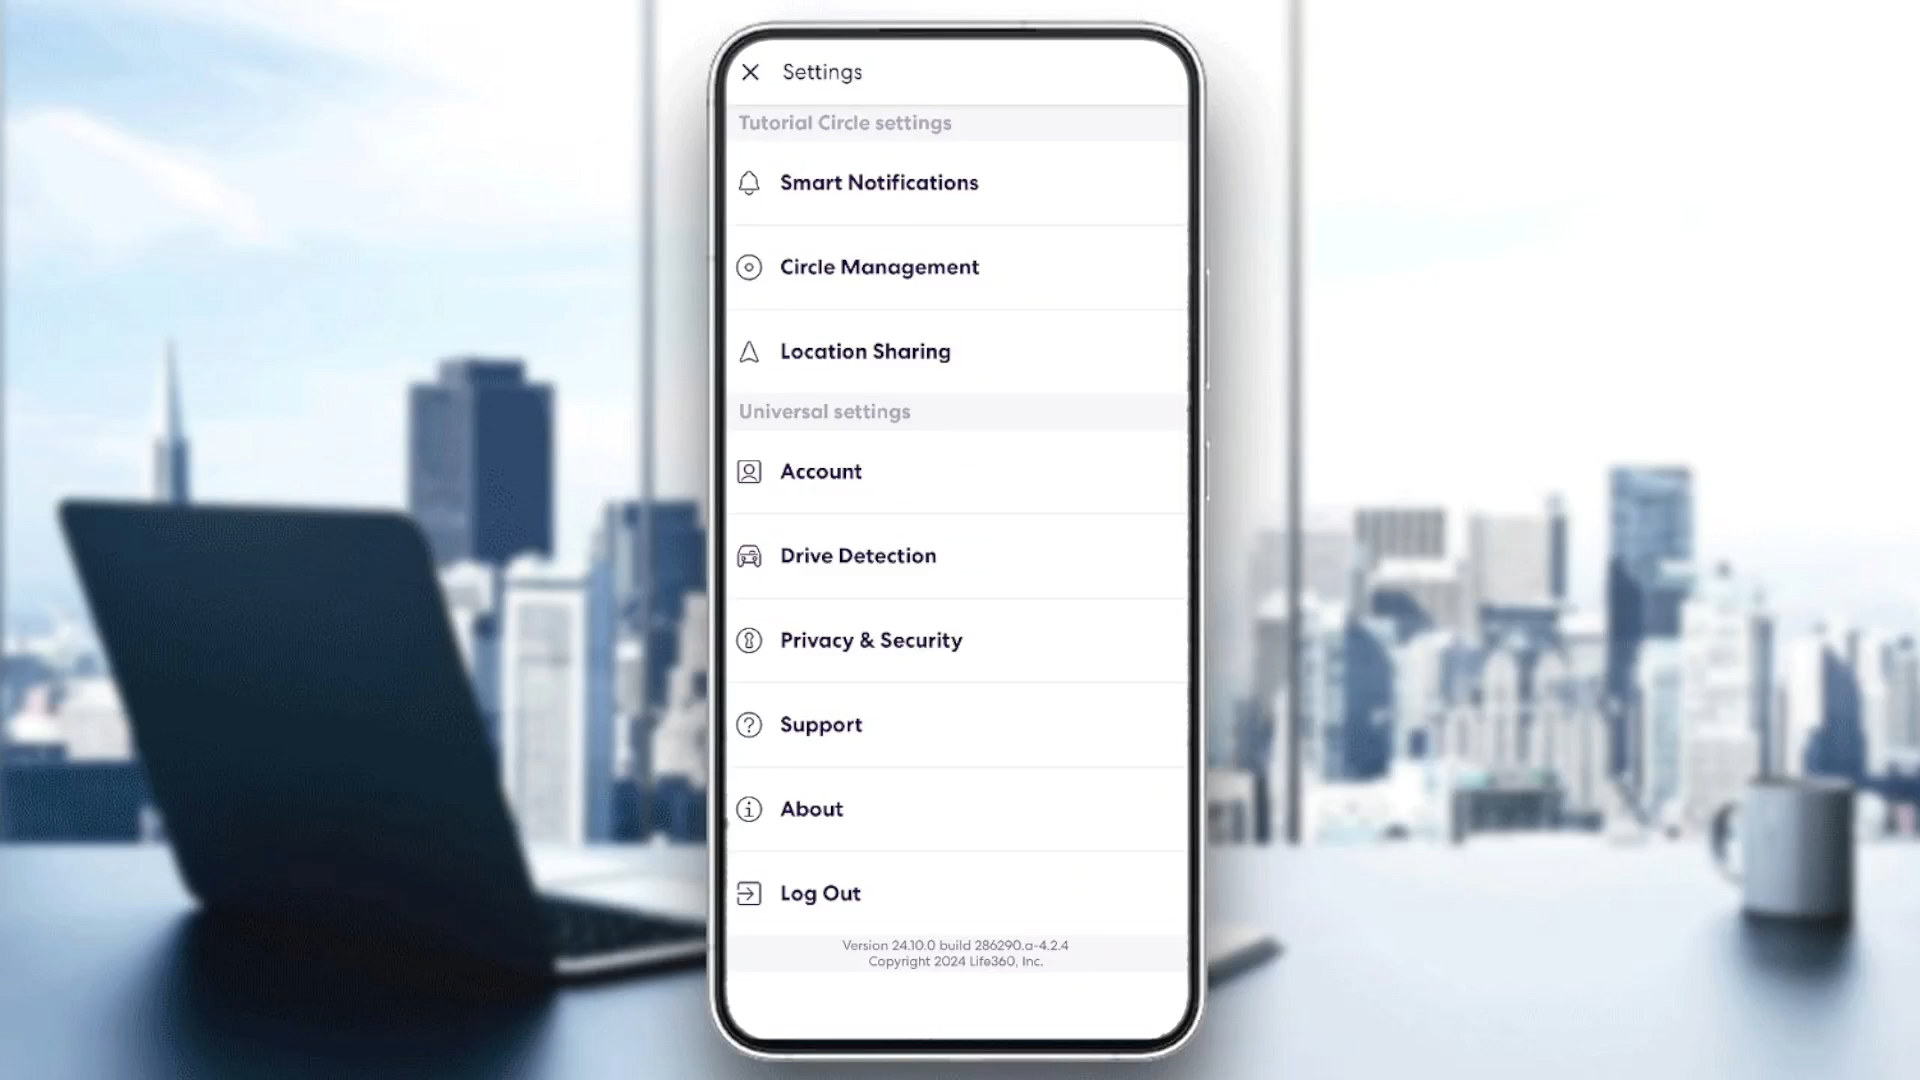 Settings
Tutorial Circle settings
Smart Notifications
Circle Management
Location Sharing
Universal settings
Account
Drive Detection
Privacy & Security
Support
About
Log Out
Version 24.10.0 build 286290.a-4.2.4
Copyright 2024 Life360, Inc.